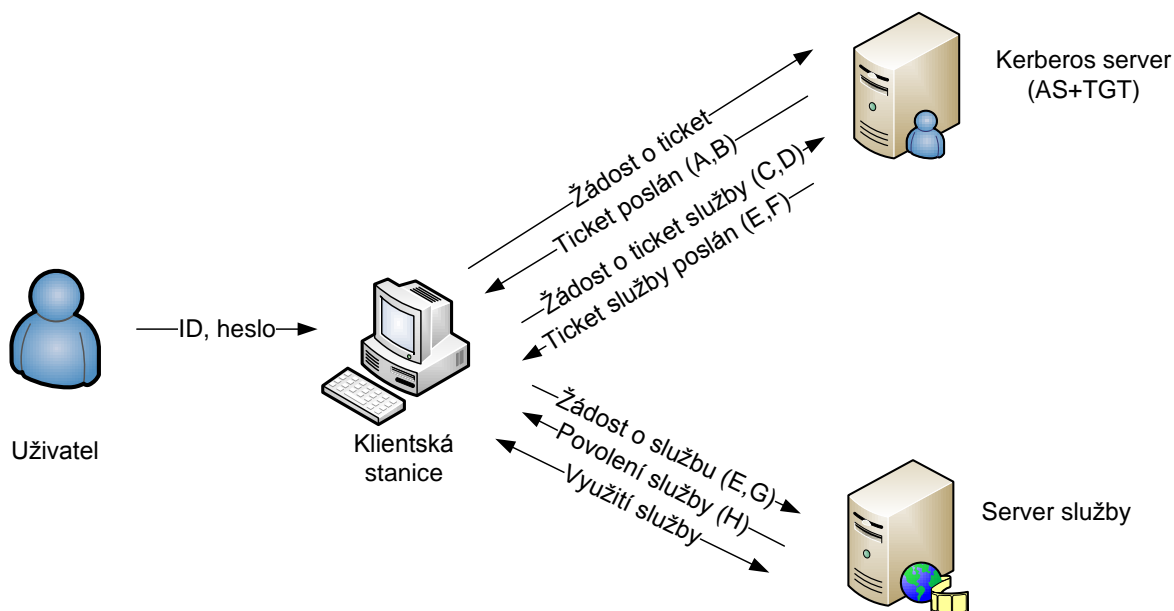 Kerberos server
(AS+TGT)
Žádost o ticket
Ticket poslán (A,B)
Žádost o ticket služby (C,D)
Ticket služby poslán (E,F)
ID, heslo
Uživatel
Klientská
stanice
Žádost o službu (E,G)
Povolení služby (H)
Využití služby
Server služby